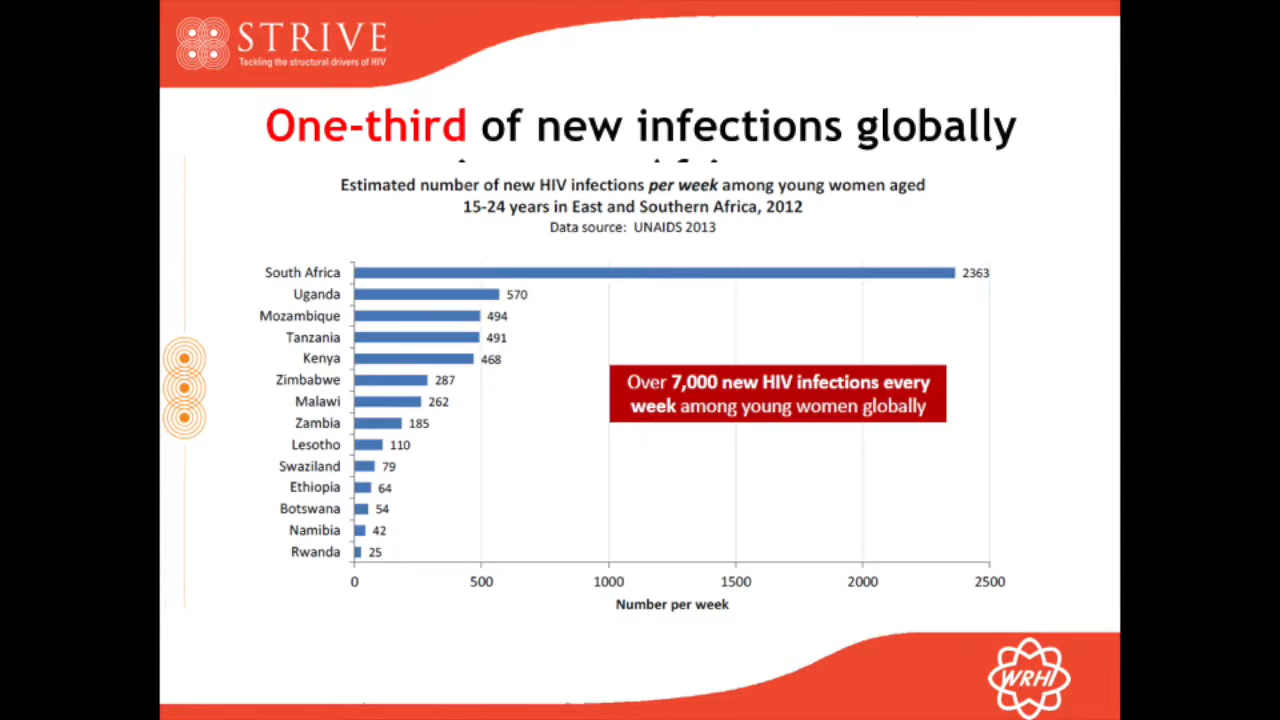 STRIVE
Tackling the structural drivers of HIV
One-third of new infections globally
Estimated number of new HIV infections per week among young women aged
15-24 years in East and Southern Africa, 2012
Data source: UNAIDS 2013
South Africa 2363
Uganda 570
Mozambique 494
Tanzania 491
Kenya 468
Zimbabwe 287
Malawi 262
Zambia 185
Lesotho 110
Swaziland 79
Ethiopia 64
Botswana 54
Namibia 42
Rwanda 25
Over 7,000 new HIV infections every
week among young women globally
0 500 1000 1500 2000 2500
Number per week
WRHI